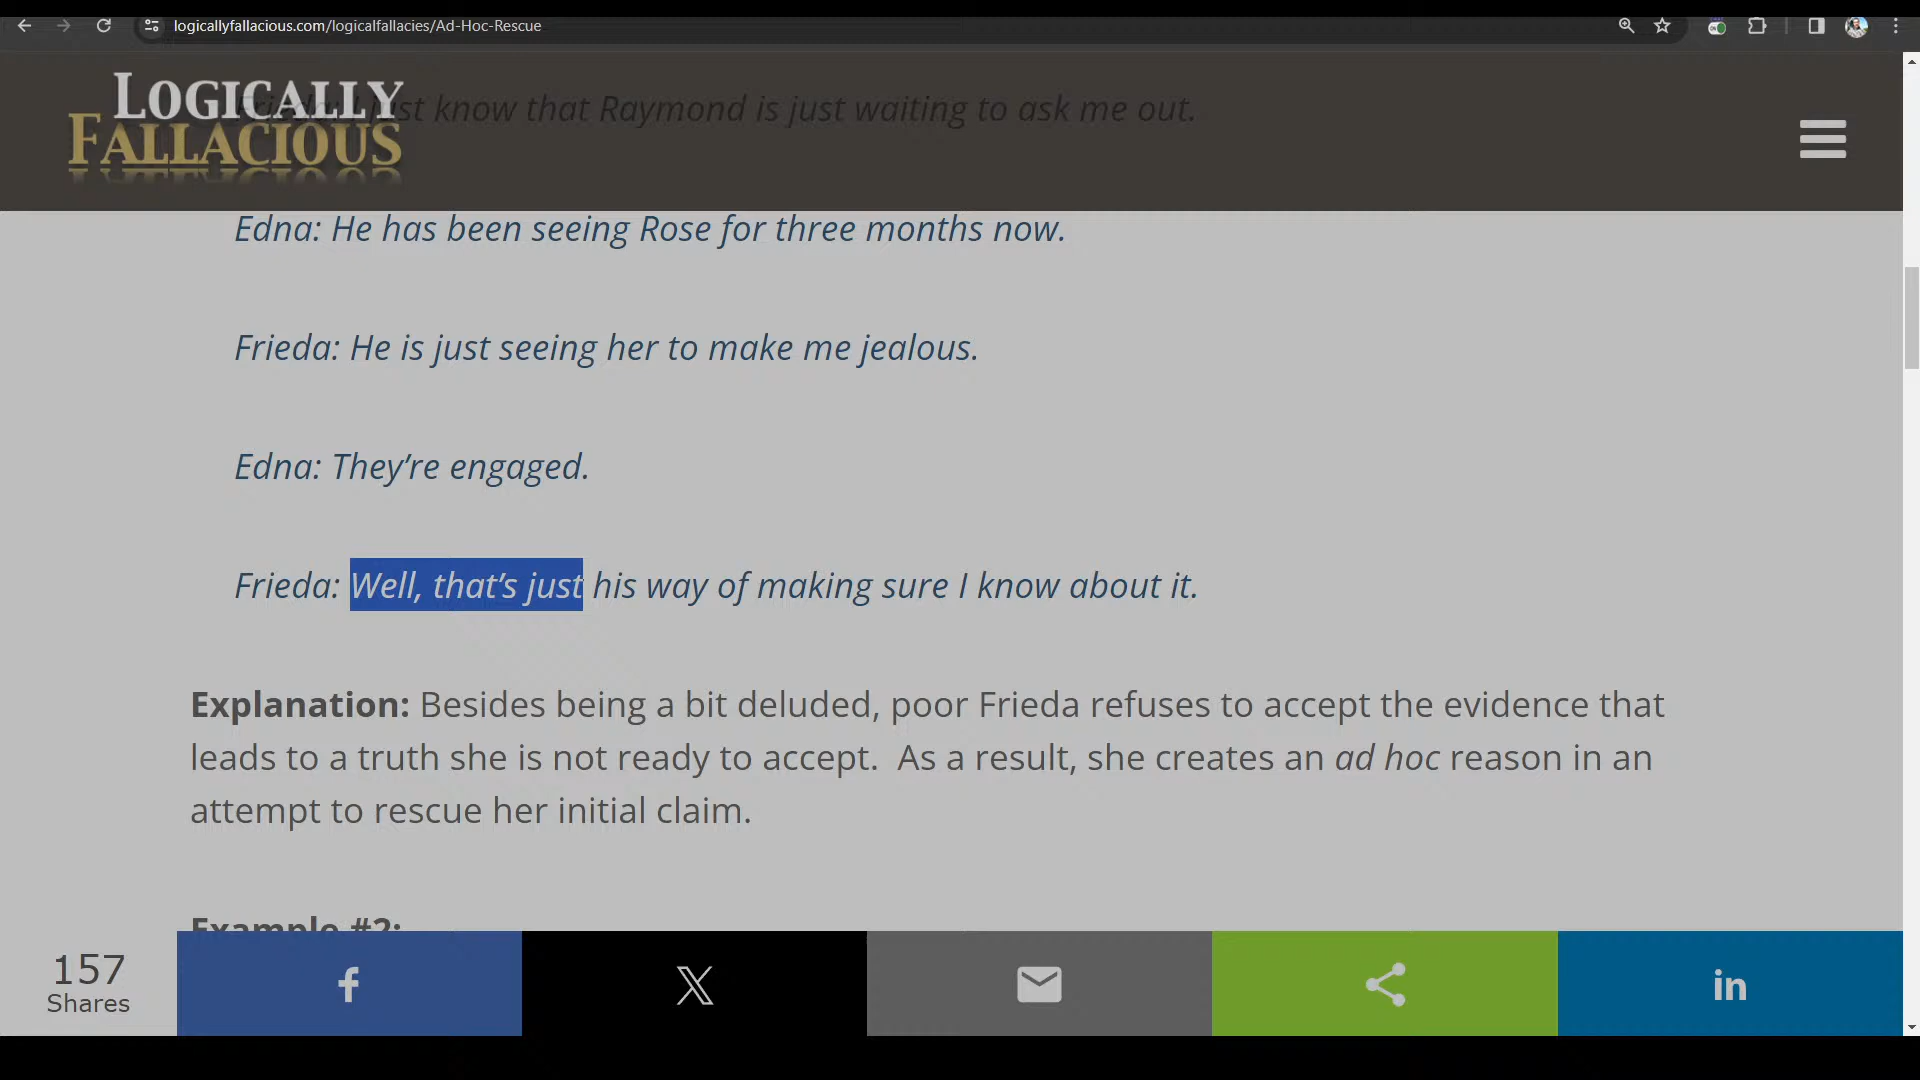 logicallyfallacious.com/logicalfallacies/Ad-Hoc-Rescue
LOGICALLY
FALLACIOUS
Frieda: I just know that Raymond is just waiting to ask me out.
Edna: He has been seeing Rose for three months now.
Frieda: He is just seeing her to make me jealous.
Edna: They’re engaged.
Frieda: Well, that’s just his way of making sure I know about it.
Explanation: Besides being a bit deluded, poor Frieda refuses to accept the evidence that
leads to a truth she is not ready to accept.  As a result, she creates an ad hoc reason in an
attempt to rescue her initial claim.
Example #2:
157
Shares